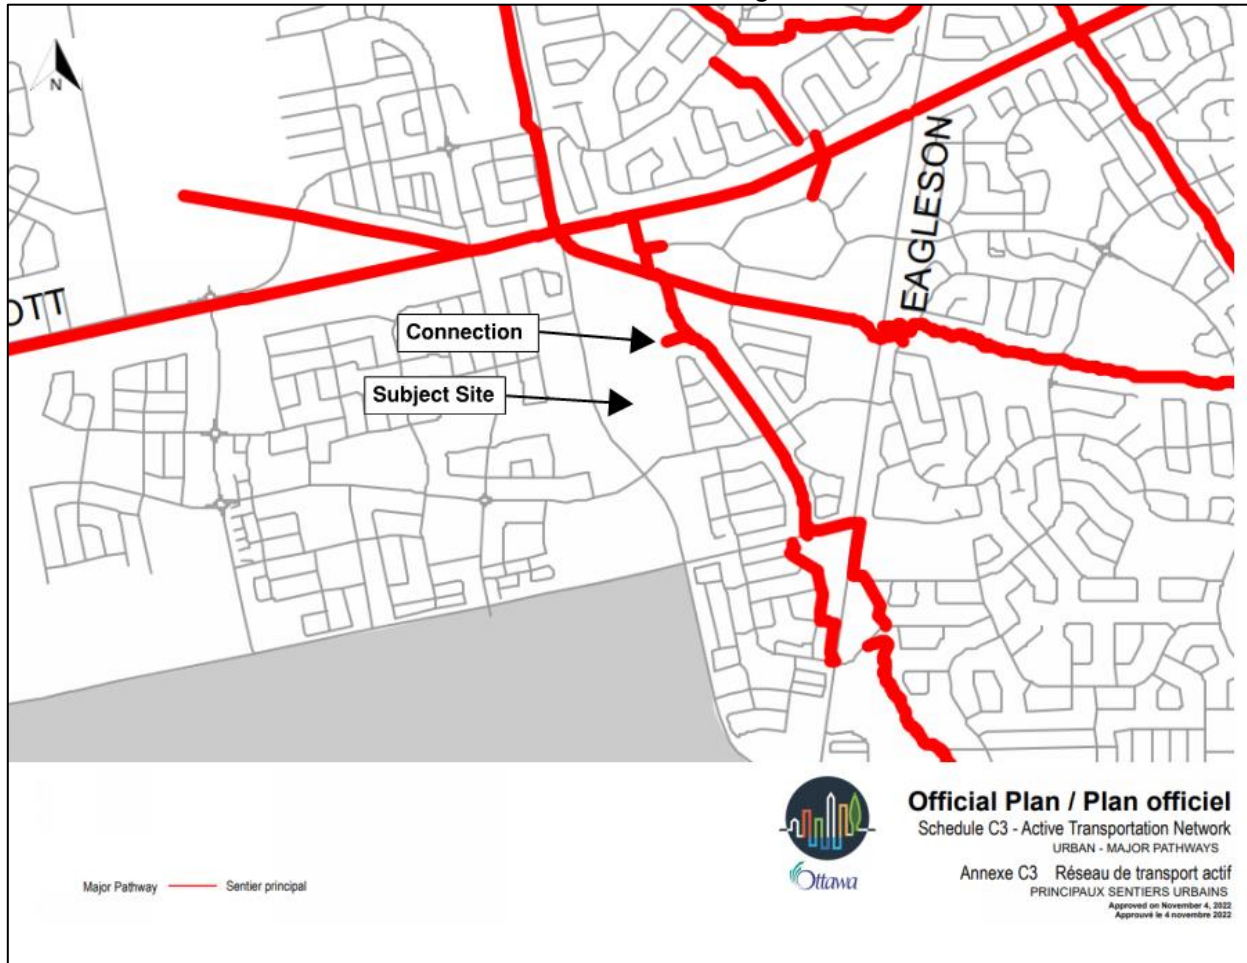 N
EAGLESON
OTT
Connection
Subject Site
Official Plan / Plan officiel
Schedule C3 - Active Transportation Network
URBAN - MAJOR PATHWAYS
Annexe C3 Réseau de transport actif
PRINCIPAUX SENTIERS URBAINS
Approved on November 4, 2022
Approuvé le 4 novembre 2022
Ottawa
Major Pathway Sentier principal